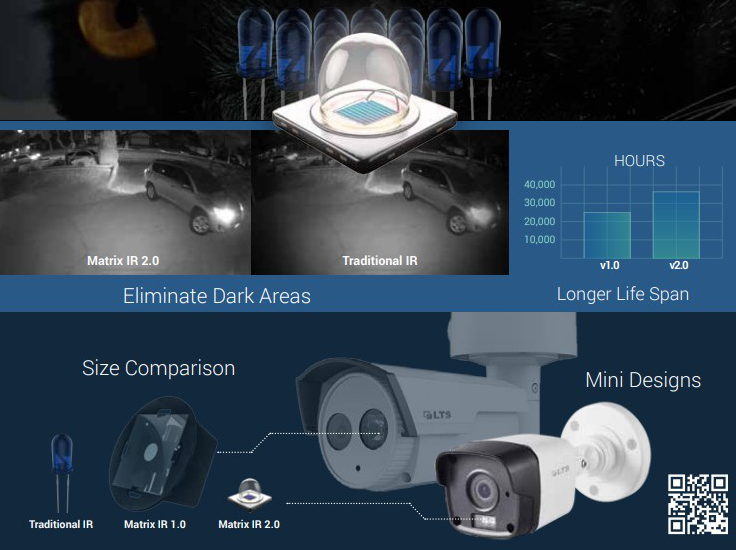 Matrix IR 2.0
Traditional IR
Eliminate Dark Areas
HOURS
40,000
30,000
20,000
10,000
v1.0
v2.0
Longer Life Span
Size Comparison
Mini Designs
LTS
LTS
Traditional IR
Matrix IR 1.0
Matrix IR 2.0